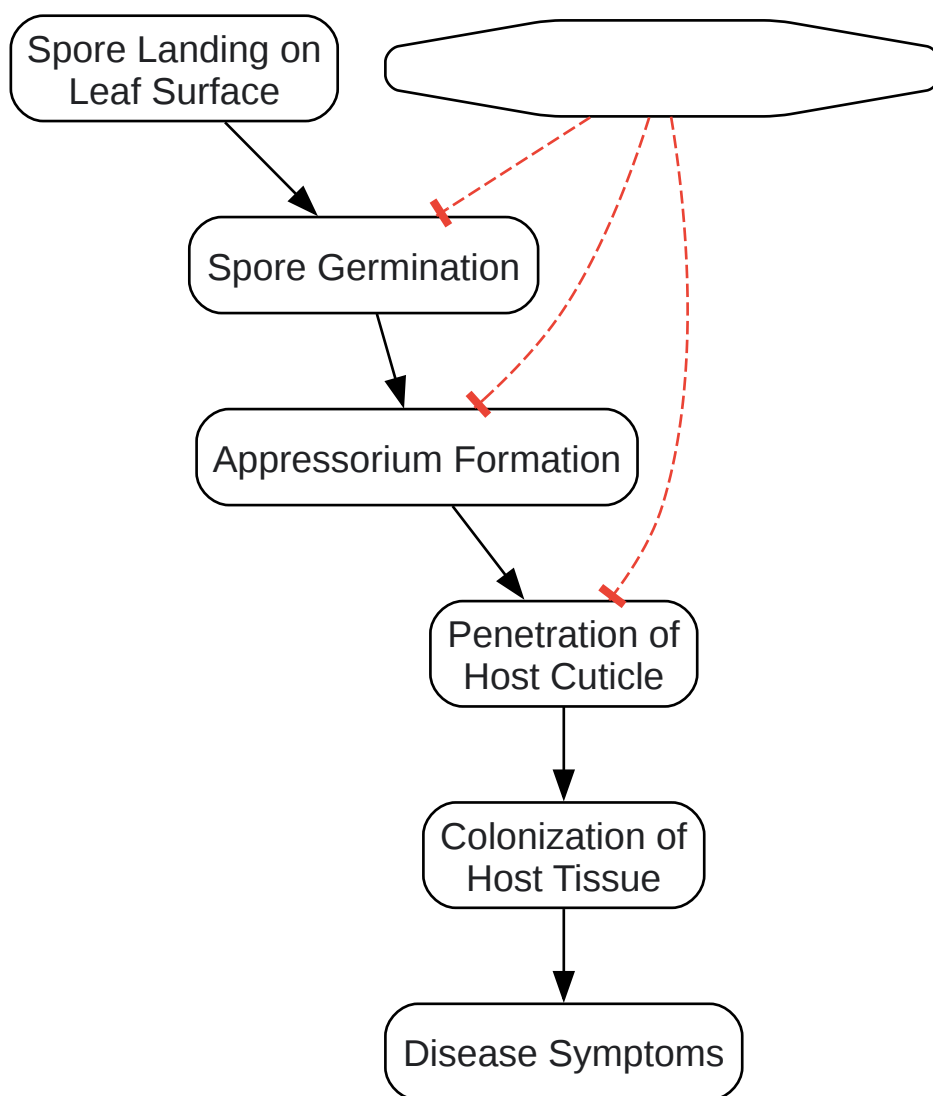 Spore Landing on
Leaf Surface
Spore Germination
Appressorium Formation
Penetration of
Host Cuticle
Colonization of
Host Tissue
Disease Symptoms